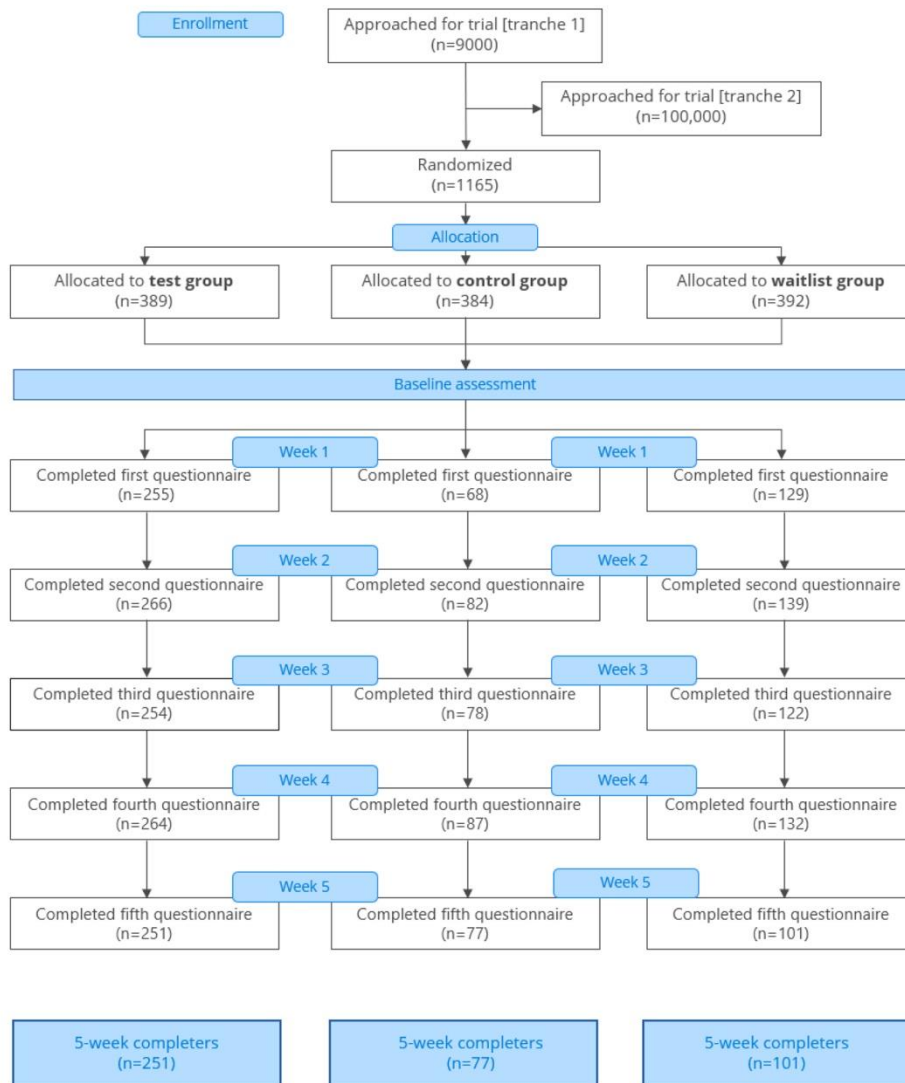 Enrollment
Approached for trial [tranche 1]
(n=9000)
Approached for trial [tranche 2]
(n=100,000)
Randomized
(n=1165)
Allocation
Allocated to test group
(n=389)
Allocated to control group
(n=384)
Allocated to waitlist group
(n=392)
Baseline assessment
Week 1
Week 1
Completed first questionnaire
(n=255)
Completed first questionnaire
(n=68)
Completed first questionnaire
(n=129)
Week 2
Week 2
Completed second questionnaire
(n=266)
Completed second questionnaire
(n=82)
Completed second questionnaire
(n=139)
Week 3
Week 3
Completed third questionnaire
(n=254)
Completed third questionnaire
(n=78)
Completed third questionnaire
(n=122)
Week 4
Week 4
Completed fourth questionnaire
(n=264)
Completed fourth questionnaire
(n=87)
Completed fourth questionnaire
(n=132)
Week 5
Week 5
Completed fifth questionnaire
(n=251)
Completed fifth questionnaire
(n=77)
Completed fifth questionnaire
(n=101)
5-week completers
(n=251)
5-week completers
(n=77)
5-week completers
(n=101)